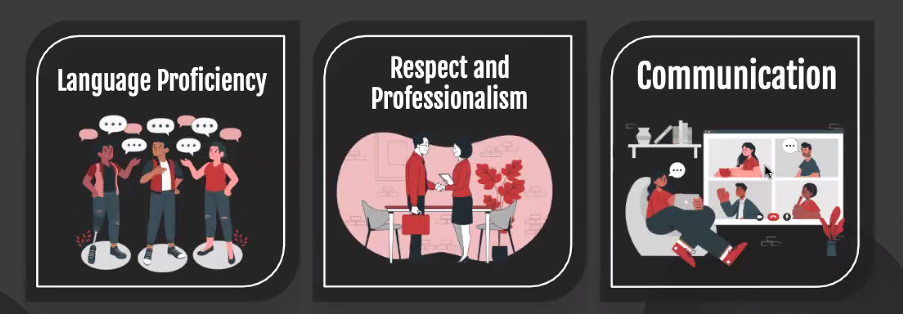 Language Proficiency
Respect and
Professionalism
Communication